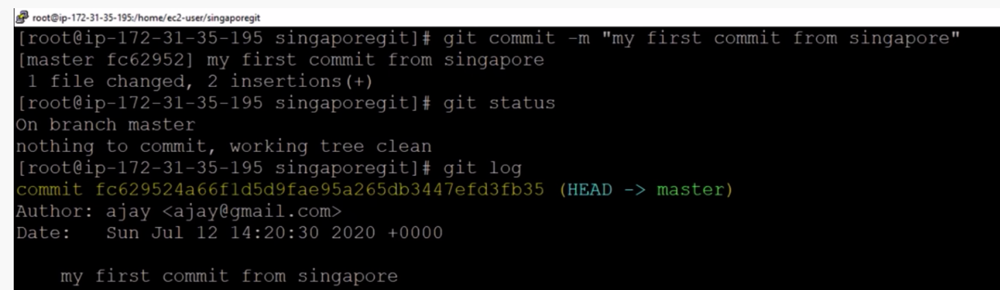 root@ip-172-31-35-195:/home/ec2-user/singaporegit
[root@ip-172-31-35-195 singaporegit]# git commit -m "my first commit from singapore"
[master fc62952] my first commit from singapore
 1 file changed, 2 insertions(+)
[root@ip-172-31-35-195 singaporegit]# git status
On branch master
nothing to commit, working tree clean
[root@ip-172-31-35-195 singaporegit]# git log
commit fc629524a66f1d5d9fae95a265db3447efd3fb35 (HEAD -> master)
Author: ajay <ajay@gmail.com>
Date:   Sun Jul 12 14:20:30 2020 +0000
    my first commit from singapore